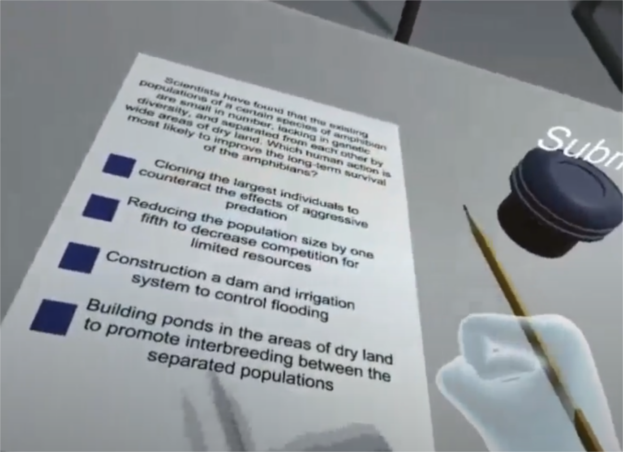 Scientists have found that the existing
populations of a certain species of amphibian
are small in number, lacking in genetic
diversity, and separated from each other by
wide areas of dry land. Which human action is
most likely to improve the long-term survival
of the amphibians?
Cloning the largest individuals to
counteract the effects of aggressive
predation
Reducing the population size by one
fifth to decrease competition for
limited resources
Construction a dam and irrigation
system to control flooding
Building ponds in the areas of dry land
to promote interbreeding between the
separated populations